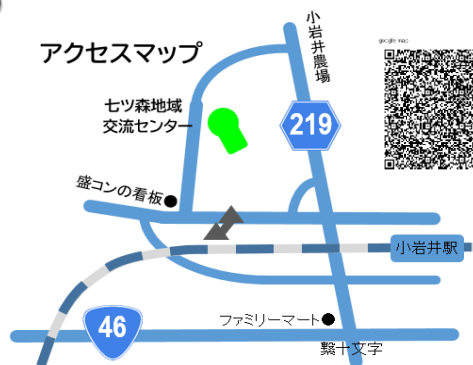 アクセスマップ
小岩井農場
google map
七ツ森地域
交流センター
219
盛コンの看板
小岩井駅
46
ファミリーマート
繋十文字